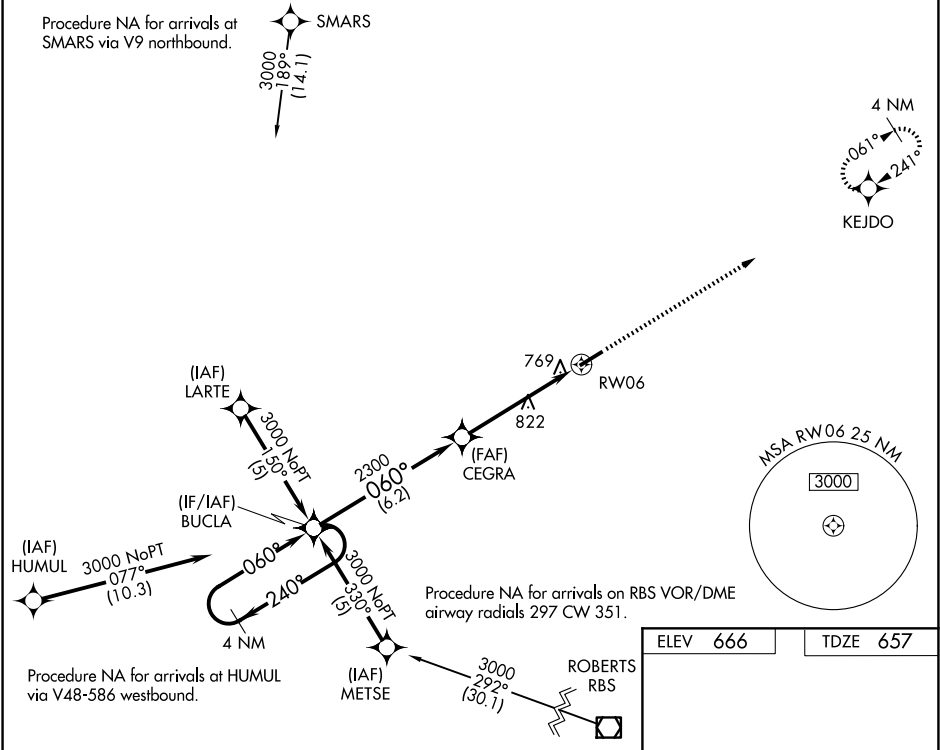 Procedure NA for arrivals at
SMARS via V9 northbound.
SMARS
3000
189°
(14.1)
4 NM
061°
241°
KEJDO
769
RW06
822
(IAF)
LARTE
3000 NoPT
150°
(5)
(FAF)
CEGRA
2300
060°
(6.2)
MSA RW06 25 NM
3000
(IF/IAF)
BUCLA
(IAF)
HUMUL
3000 NoPT
077°
(10.3)
060°
240°
4 NM
3000 NoPT
330°
(5)
Procedure NA for arrivals on RBS VOR/DME
airway radials 297 CW 351.
(IAF)
METSE
3000
292°
(30.1)
ROBERTS
RBS
Procedure NA for arrivals at HUMUL
via V48-586 westbound.
ELEV 666
TDZE 657